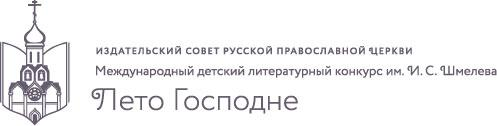 ИЗДАТЕЛЬСКИЙ СОВЕТ РУССКОЙ ПРАВОСЛАВНОЙ ЦЕРКВИ
Международный детский литературный конкурс им. И. С. Шмелева
Лето Господне